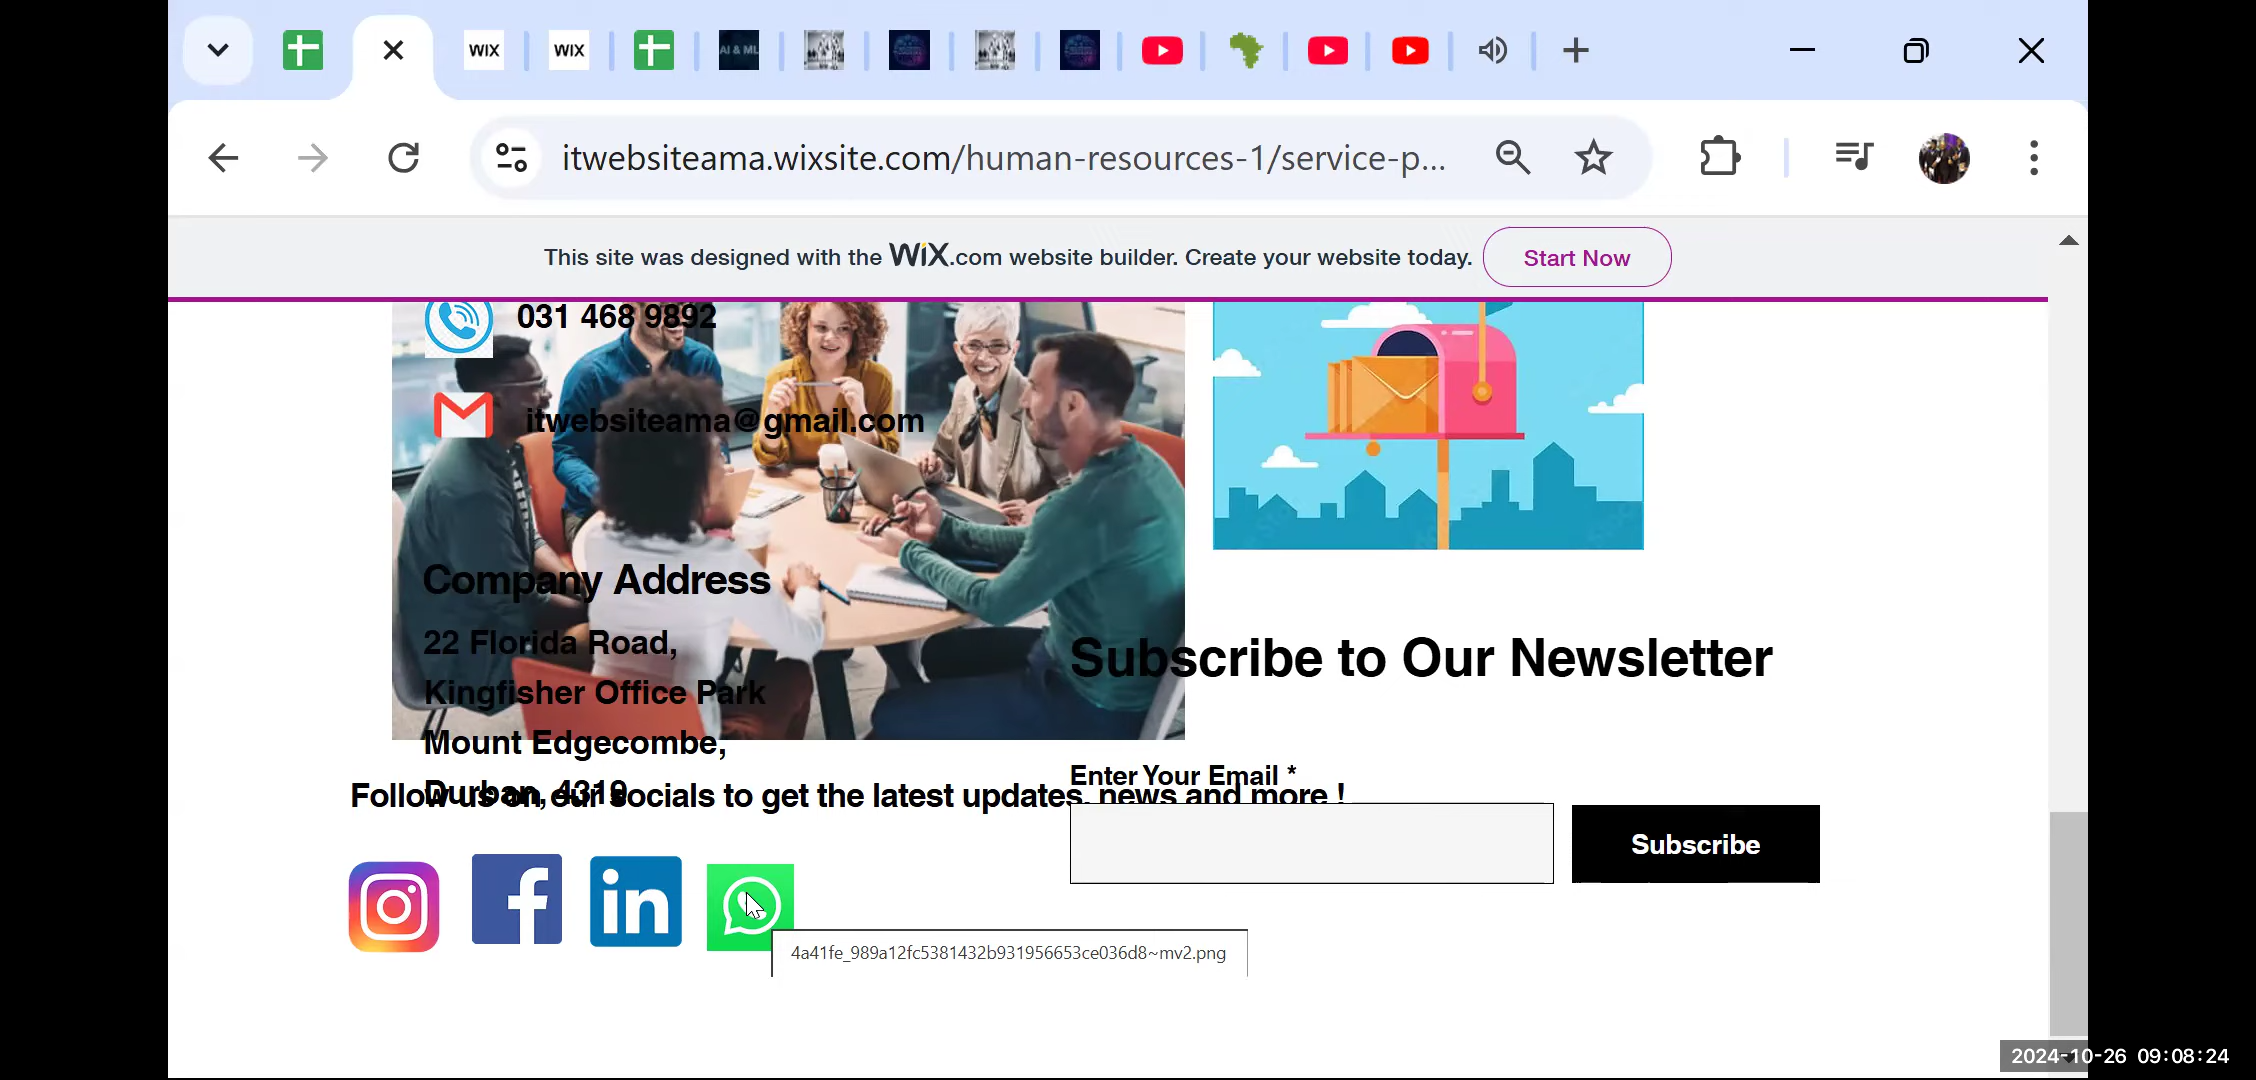 WIX
WIX
AI & ML
itwebsiteama.wixsite.com/human-resources-1/service-p...
This site was designed with the WiX.com website builder. Create your website today.
Start Now
031 468 9892
itwebsiteama@gmail.com
Company Address
22 Florida Road,
Kingfisher Office Park
Mount Edgecombe,
Durban, 4319
Subscribe to Our Newsletter
Enter Your Email *
Follow us on our socials to get the latest updates, news and more !
Subscribe
in
4a41fe_989a12fc5381432b931956653ce036d8~mv2.png
2024-10-26 09:08:24